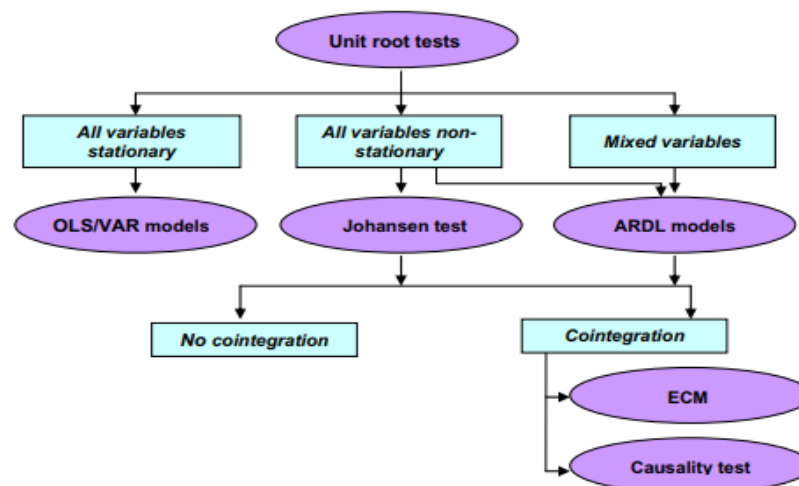 Unit root tests
All variables
stationary
All variables non-
stationary
Mixed variables
OLS/VAR models
Johansen test
ARDL models
No cointegration
Cointegration
ECM
Causality test